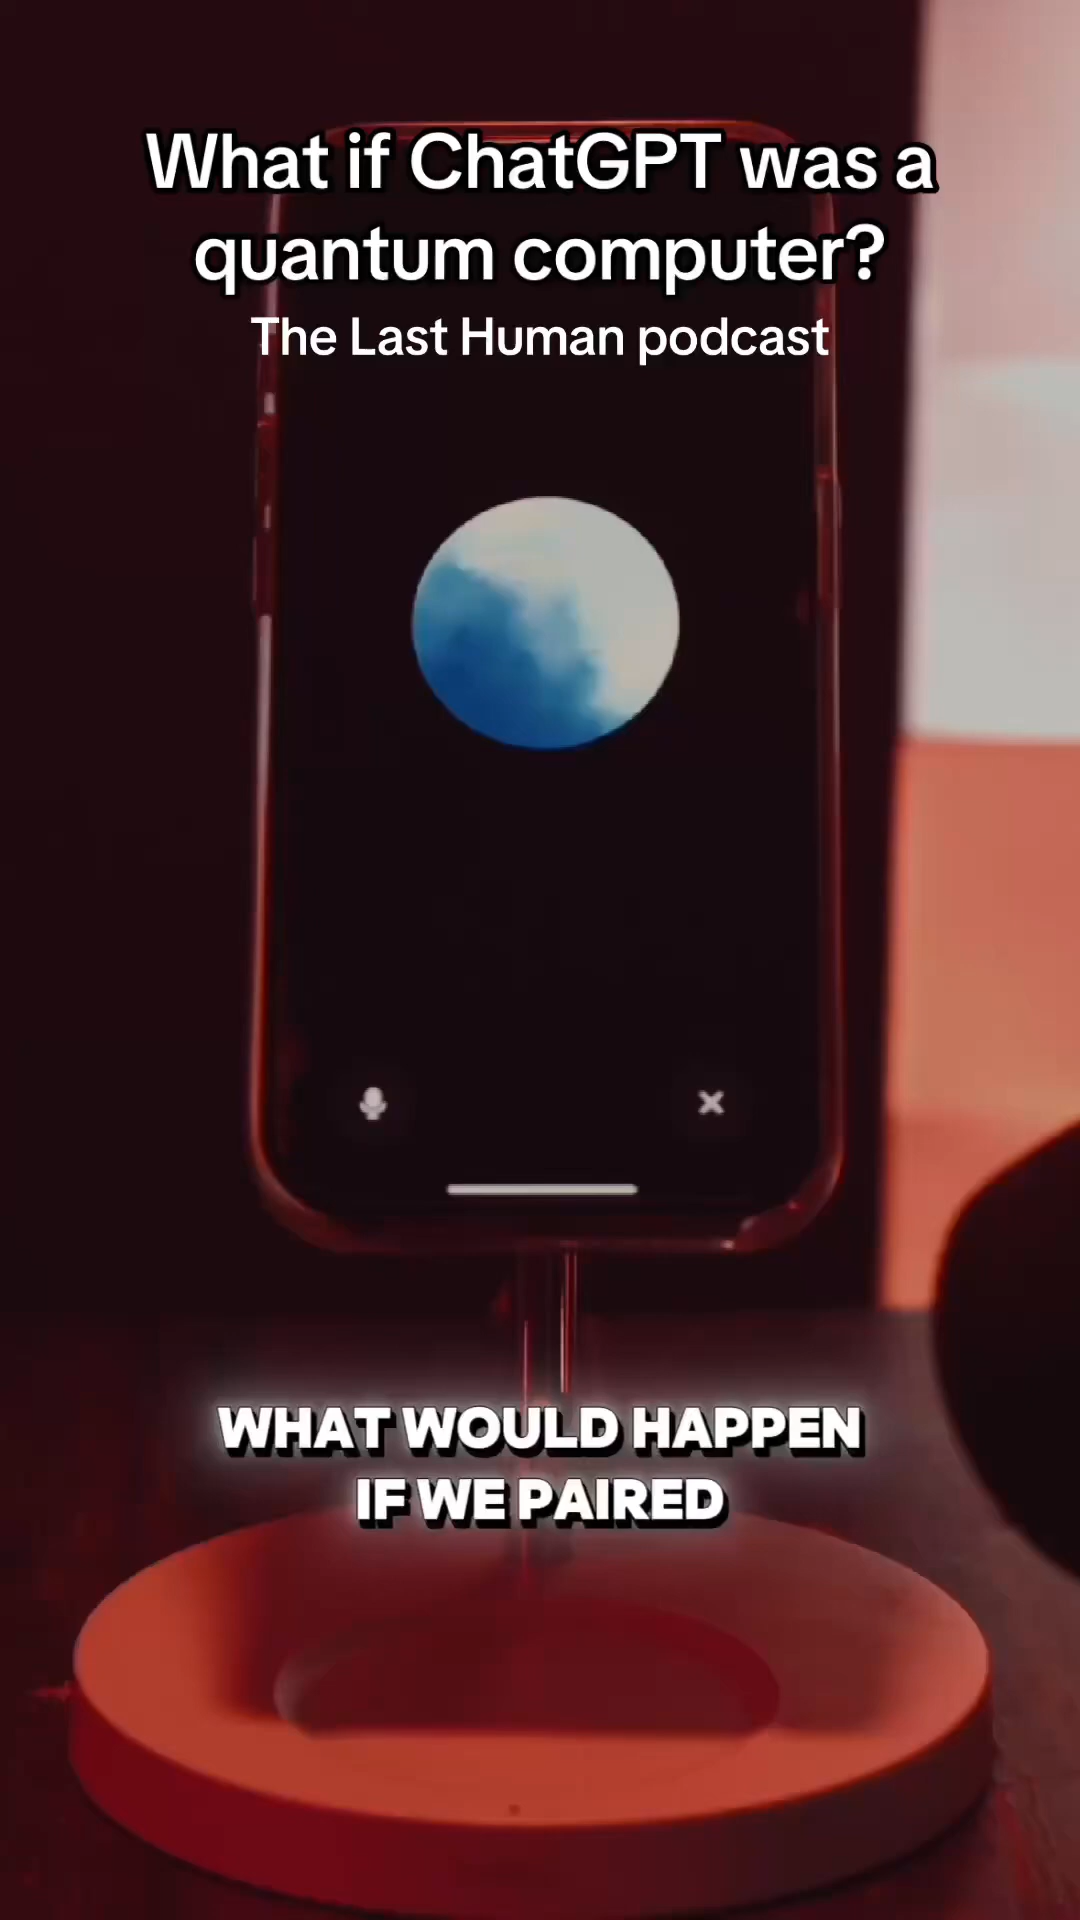 What if ChatGPT was a
quantum computer?
The Last Human podcast
WHAT WOULD HAPPEN
IF WE PAIRED